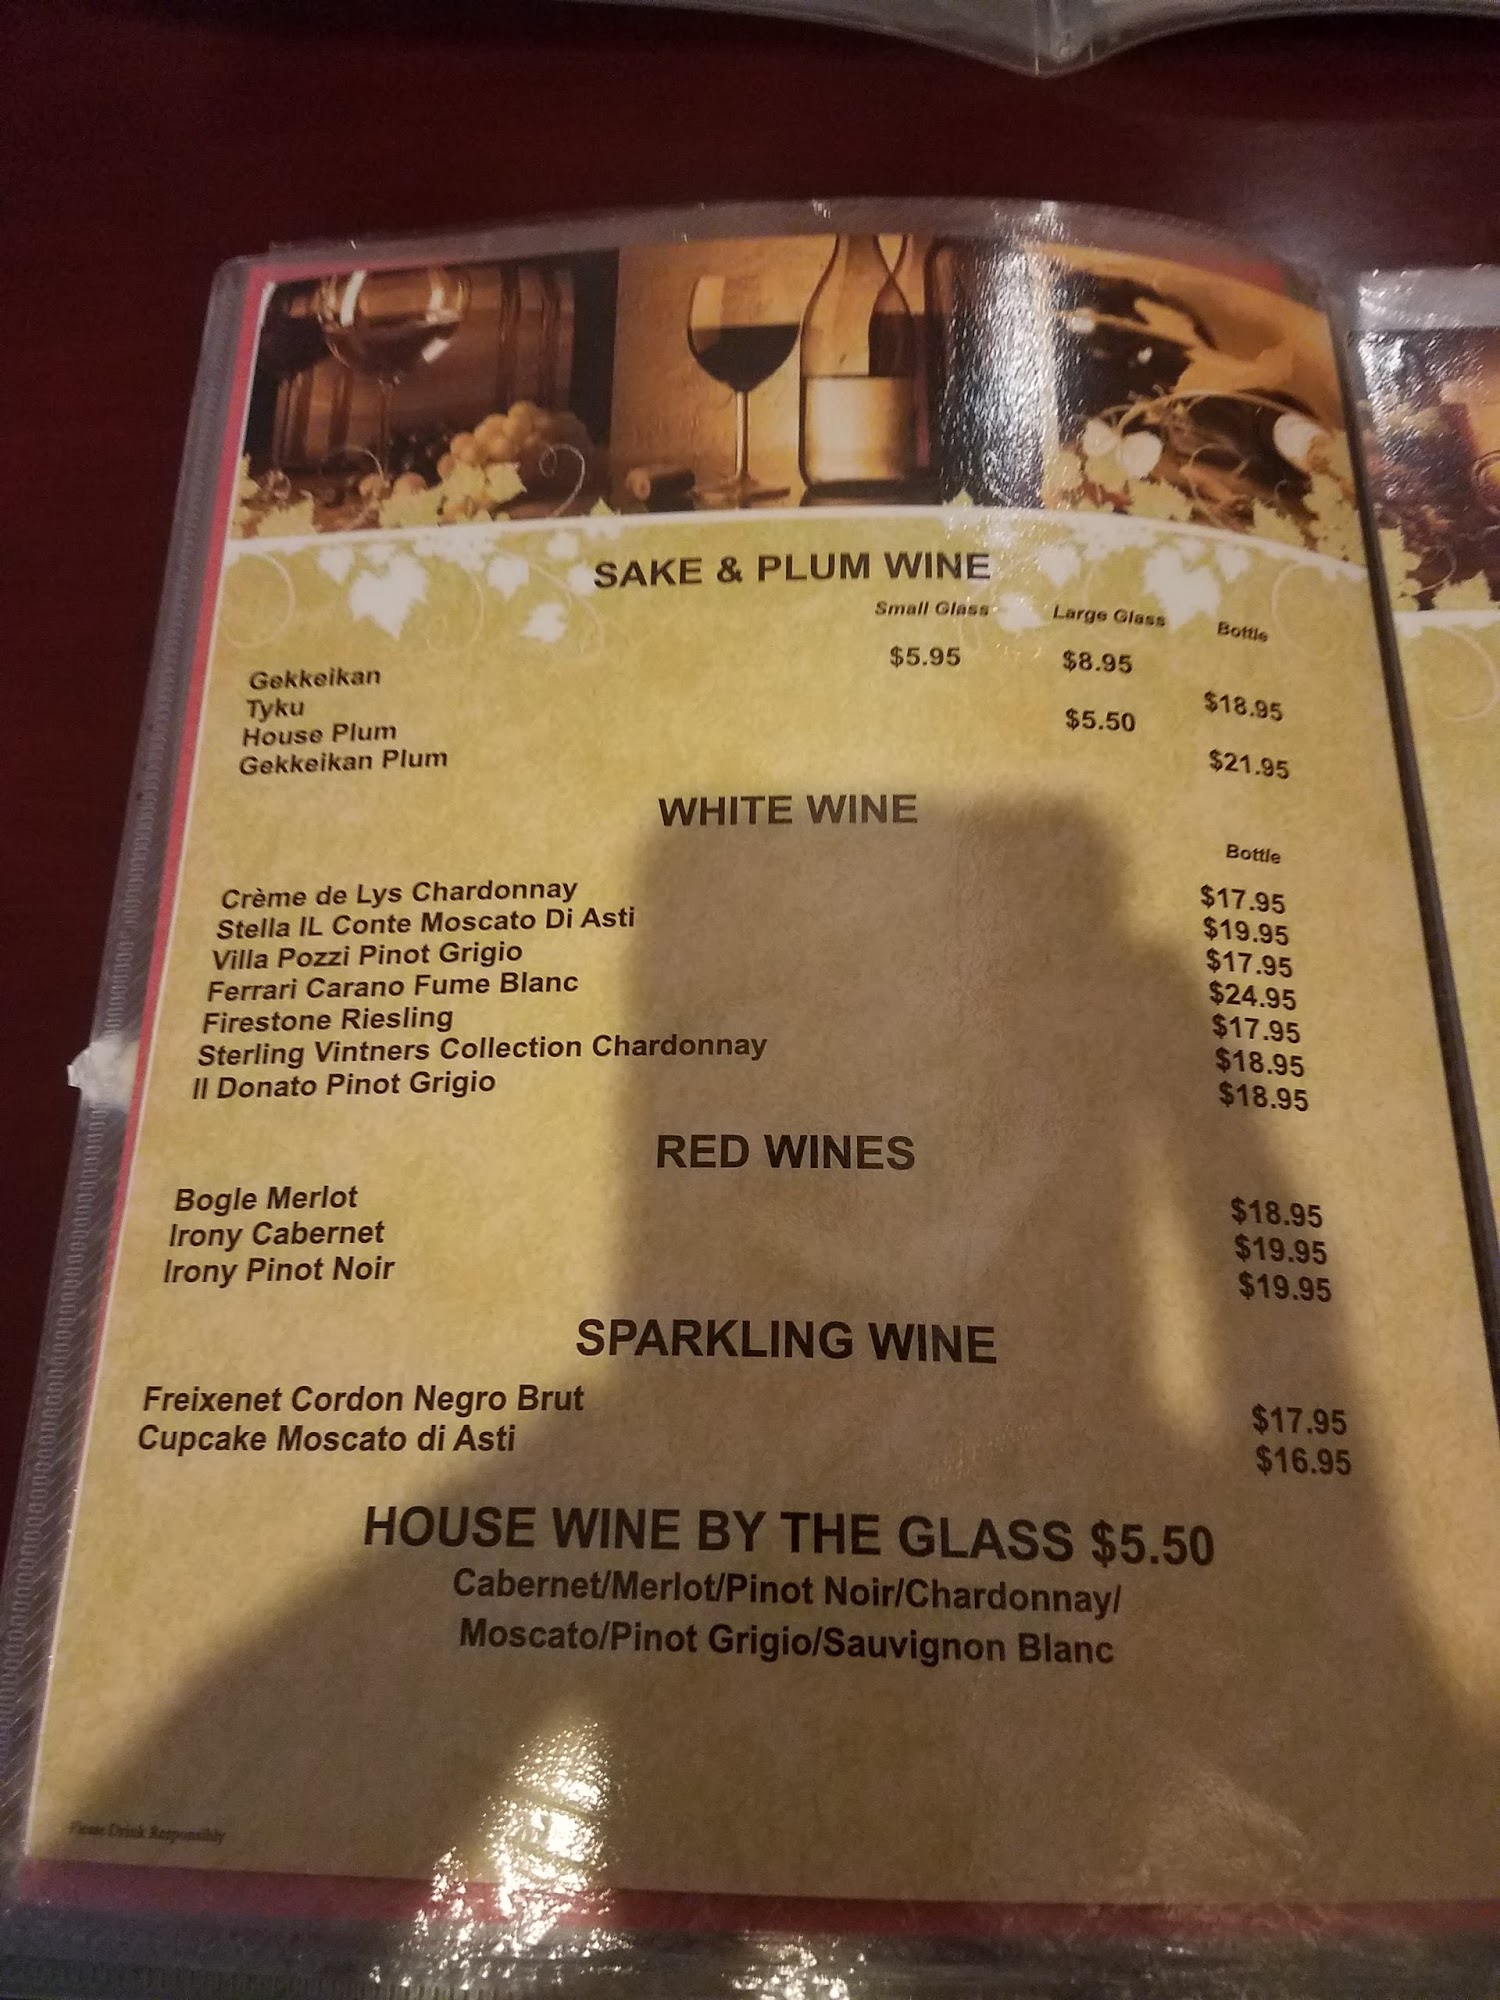 SAKE & PLUM WINE
Small Glass Large Glass Bottle
Gekkeikan $5.95 $8.95
Tyku $18.95
House Plum $5.50
Gekkeikan Plum $21.95
WHITE WINE
Bottle
Crème de Lys Chardonnay $17.95
Stella IL Conte Moscato Di Asti $19.95
Villa Pozzi Pinot Grigio $17.95
Ferrari Carano Fume Blanc $24.95
Firestone Riesling $17.95
Sterling Vintners Collection Chardonnay $18.95
Il Donato Pinot Grigio $18.95
RED WINES
Bogle Merlot $18.95
Irony Cabernet $19.95
Irony Pinot Noir $19.95
SPARKLING WINE
Freixenet Cordon Negro Brut $17.95
Cupcake Moscato di Asti $16.95
HOUSE WINE BY THE GLASS $5.50
Cabernet/Merlot/Pinot Noir/Chardonnay/
Moscato/Pinot Grigio/Sauvignon Blanc
Please Drink Responsibly